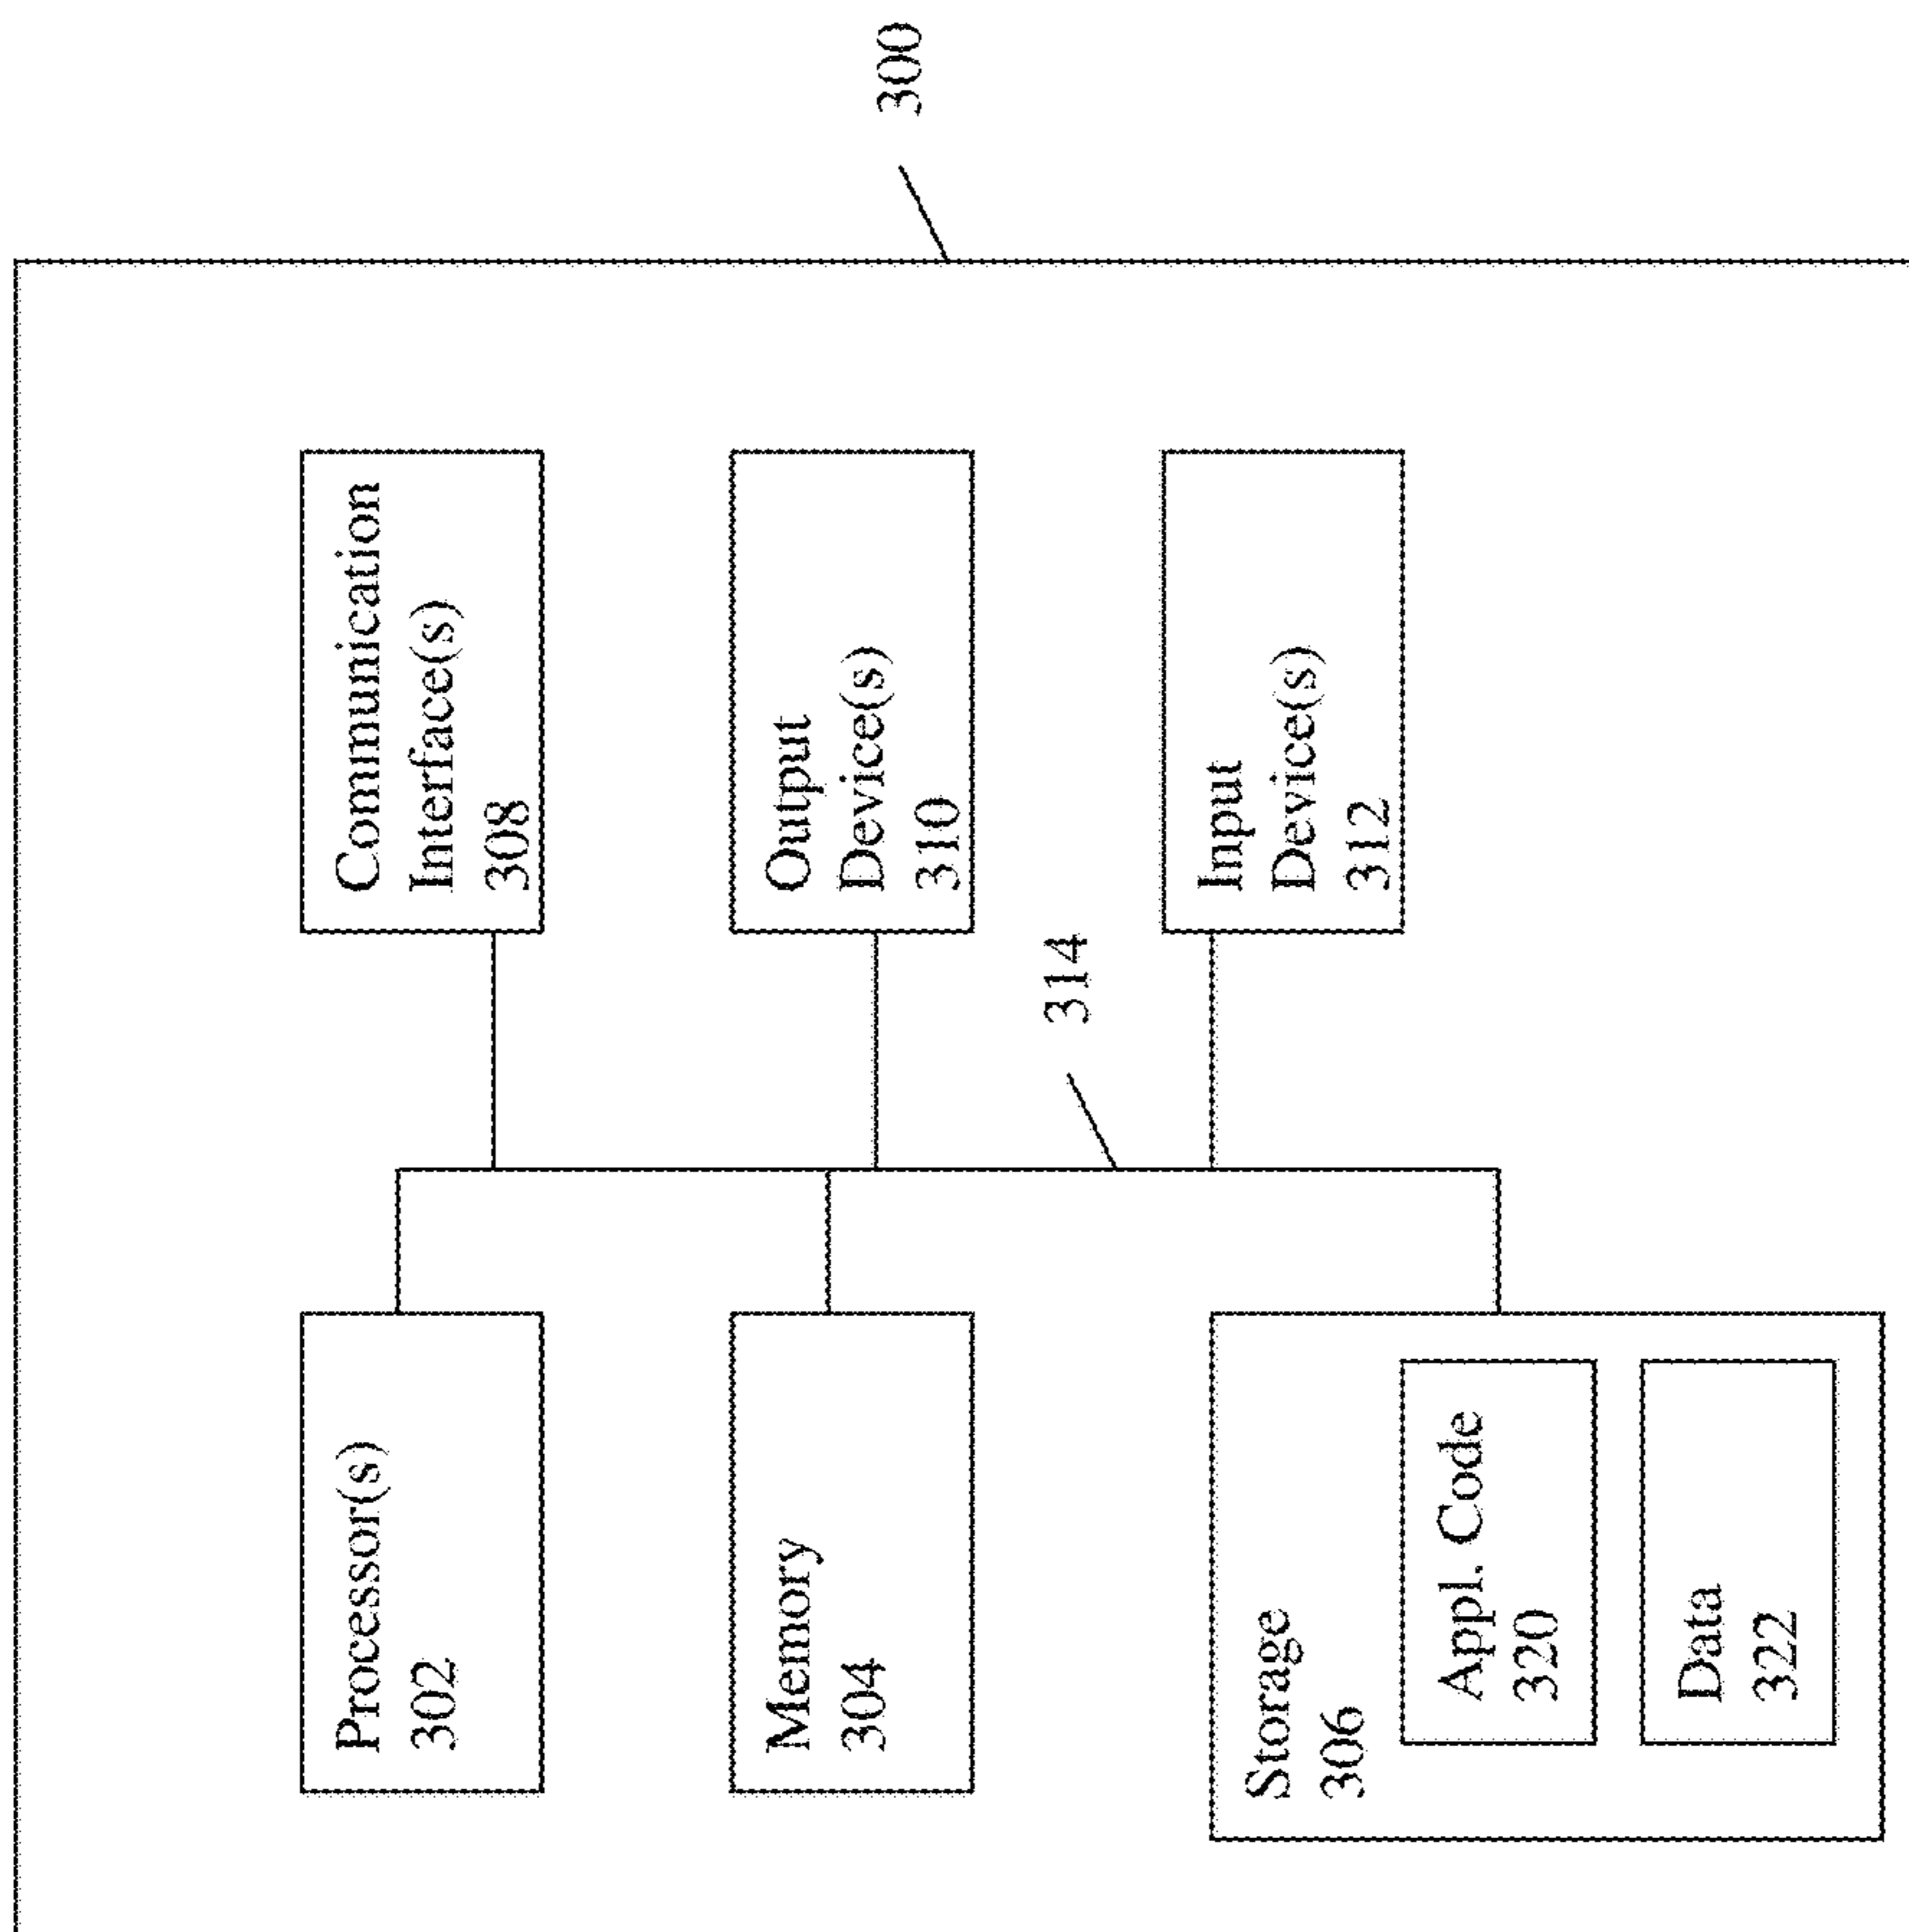 300
Processor(s)
302
Communication
Interface(s)
308
Memory
304
Output
Device(s)
310
314
Storage
306
Input
Device(s)
312
Appl. Code
320
Data
322